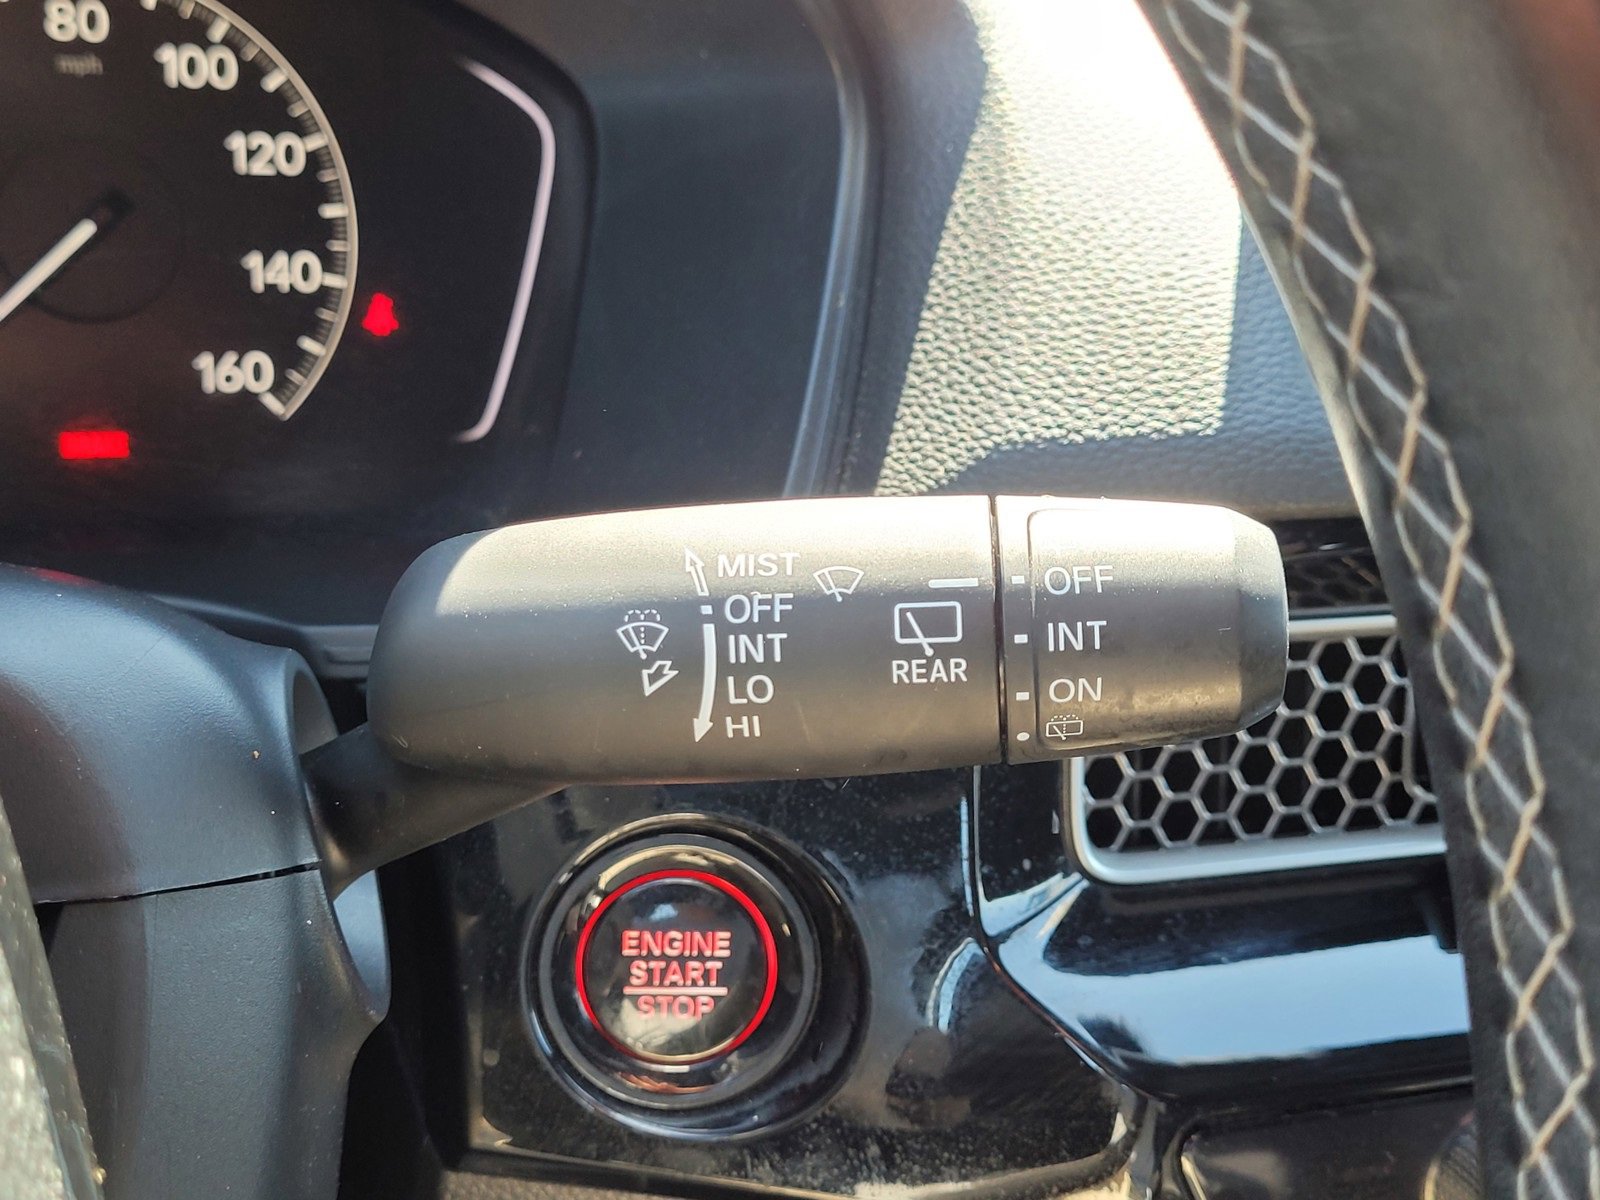 80
mph
100
120
140
160
MIST
OFF
INT
LO
HI
REAR
OFF
INT
ON
ENGINE
START
STOP